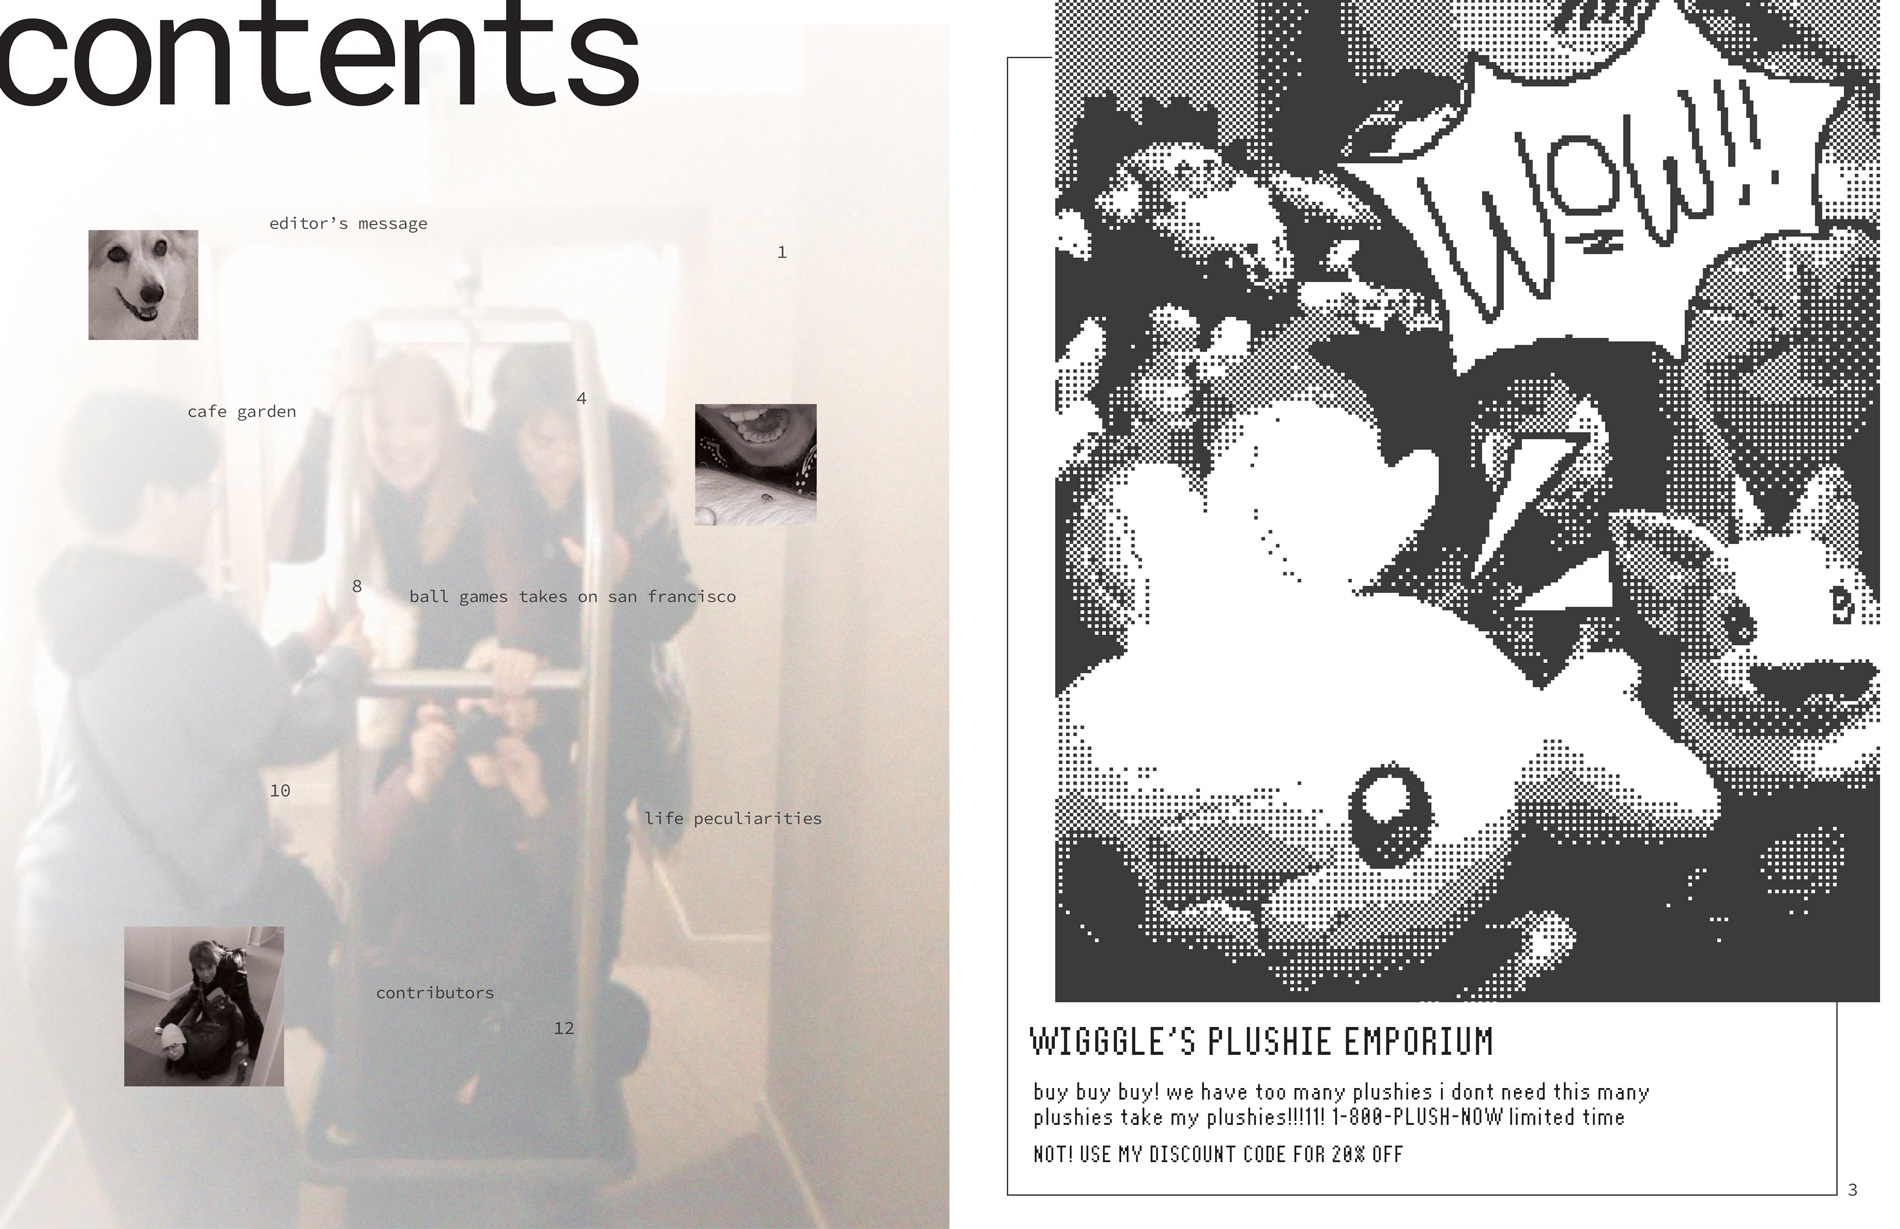 contents
editor's message
1
cafe garden
4
8
ball games takes on san francisco
10
life peculiarities
contributors
12
WOW!!
WIGGGLE'S PLUSHIE EMPORIUM
buy buy buy! we have too many plushies i dont need this many
plushies take my plushies!!!11! 1-800-PLUSH-NOW limited time
NOT! USE MY DISCOUNT CODE FOR 20% OFF
3